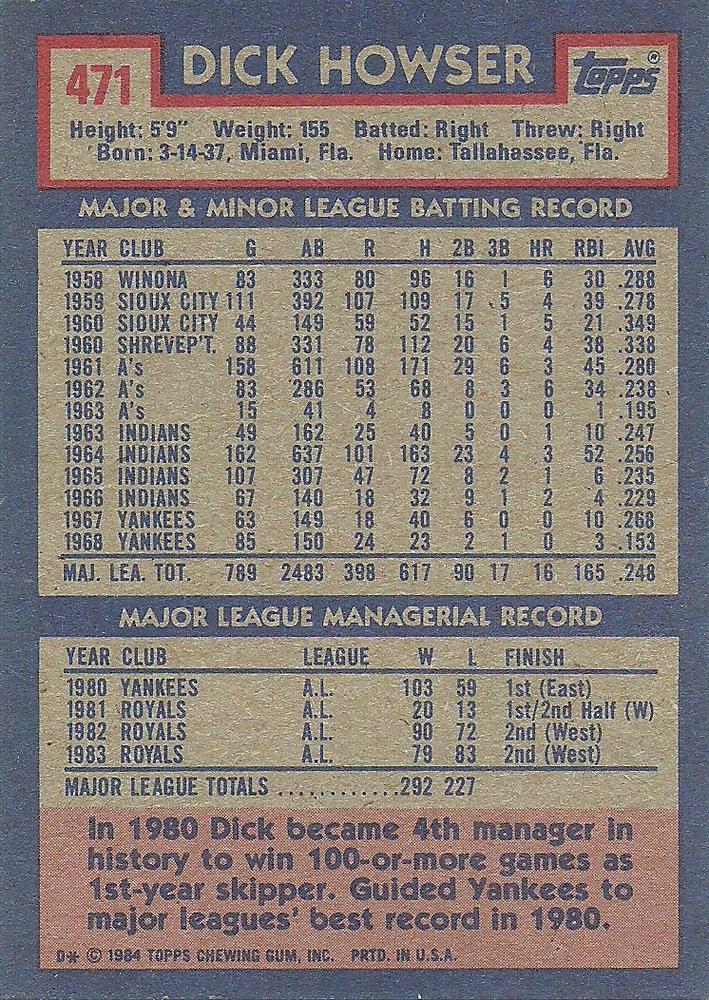 471
DICK HOWSER
topps®
Height: 5'9" Weight: 155 Batted: Right Threw: Right
Born: 3-14-37, Miami, Fla. Home: Tallahassee, Fla.
MAJOR & MINOR LEAGUE BATTING RECORD
YEAR CLUB G AB R H 2B 3B HR RBI AVG
1958 WINONA 83 333 80 96 16 1 6 30 .288
1959 SIOUX CITY 111 392 107 109 17 5 4 39 .278
1960 SIOUX CITY 44 149 59 52 15 1 5 21 .349
1960 SHREVEP'T. 88 331 78 112 20 6 4 38 .338
1961 A's 158 611 108 171 29 6 3 45 .280
1962 A's 83 286 53 68 8 3 6 34 .238
1963 A's 15 41 4 8 0 0 0 1 .195
1963 INDIANS 49 162 25 40 5 0 1 10 .247
1964 INDIANS 162 637 101 163 23 4 3 52 .256
1965 INDIANS 107 307 47 72 8 2 1 6 .235
1966 INDIANS 67 140 18 32 9 1 2 4 .229
1967 YANKEES 63 149 18 40 6 0 0 10 .268
1968 YANKEES 85 150 24 23 2 1 0 3 .153
MAJ. LEA. TOT. 789 2483 398 617 90 17 16 165 .248
MAJOR LEAGUE MANAGERIAL RECORD
YEAR CLUB LEAGUE W L FINISH
1980 YANKEES A.L. 103 59 1st (East)
1981 ROYALS A.L. 20 13 1st/2nd Half (W)
1982 ROYALS A.L. 90 72 2nd (West)
1983 ROYALS A.L. 79 83 2nd (West)
MAJOR LEAGUE TOTALS ............292 227
In 1980 Dick became 4th manager in
history to win 100-or-more games as
1st-year skipper. Guided Yankees to
major leagues' best record in 1980.
D* © 1984 TOPPS CHEWING GUM, INC. PRTD. IN U.S.A.